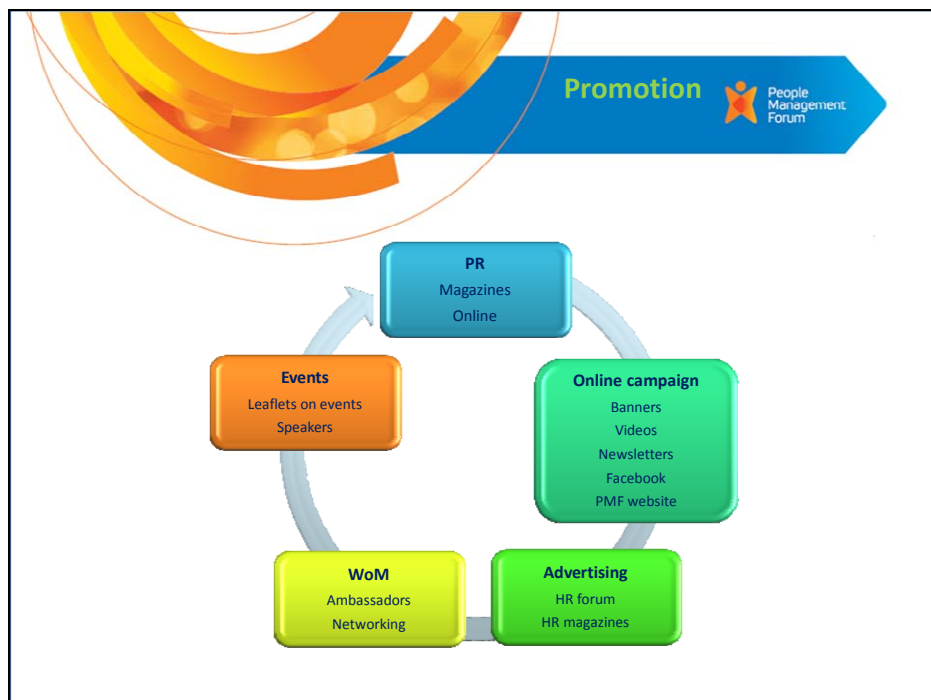 Promotion
People
Management
Forum
PR
Magazines
Online
Online campaign
Banners
Videos
Newsletters
Facebook
PMF website
Advertising
HR forum
HR magazines
WoM
Ambassadors
Networking
Events
Leaflets on events
Speakers